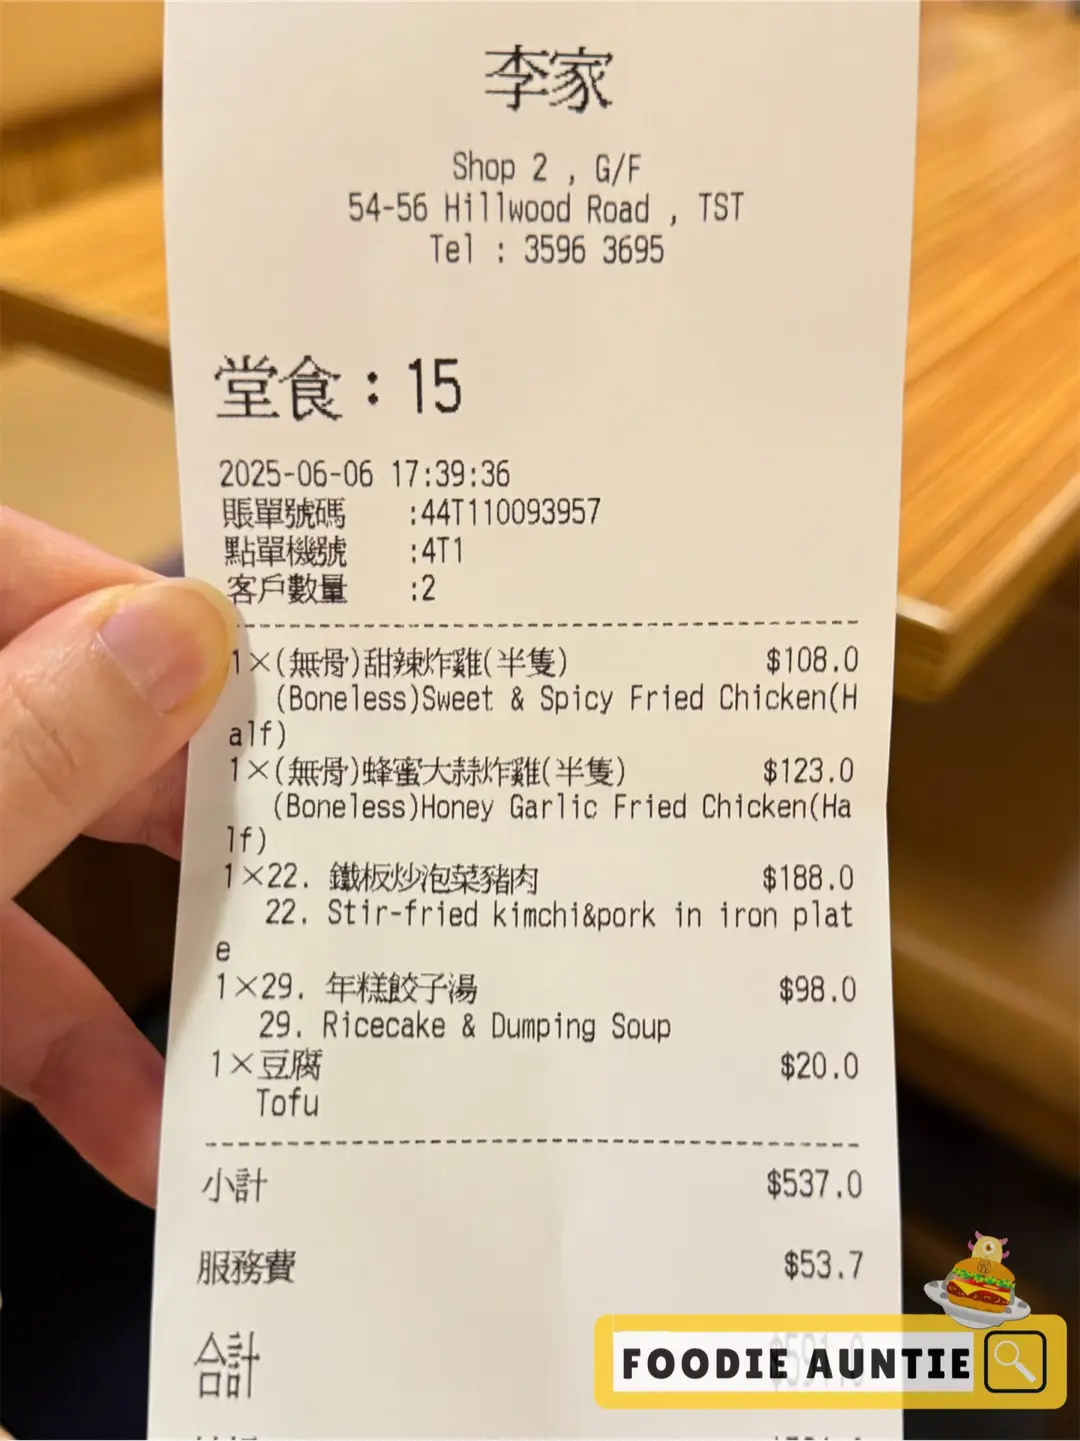 李家
Shop 2 , G/F
54-56 Hillwood Road , TST
Tel : 3596 3695
堂食：15
2025-06-06 17:39:36
賬單號碼 :44T110093957
點單機號 :4T1
客戶數量 :2
1×(無骨)甜辣炸雞(半隻) $108.0
(Boneless)Sweet & Spicy Fried Chicken(H
alf)
1×(無骨)蜂蜜大蒜炸雞(半隻) $123.0
(Boneless)Honey Garlic Fried Chicken(Ha
lf)
1×22. 鐵板炒泡菜豬肉 $188.0
22. Stir-fried kimchi&pork in iron plat
e
1×29. 年糕餃子湯 $98.0
29. Ricecake & Dumping Soup
1×豆腐 $20.0
Tofu
小計 $537.0
服務費 $53.7
合計 $591.0
FOODIE AUNTIE